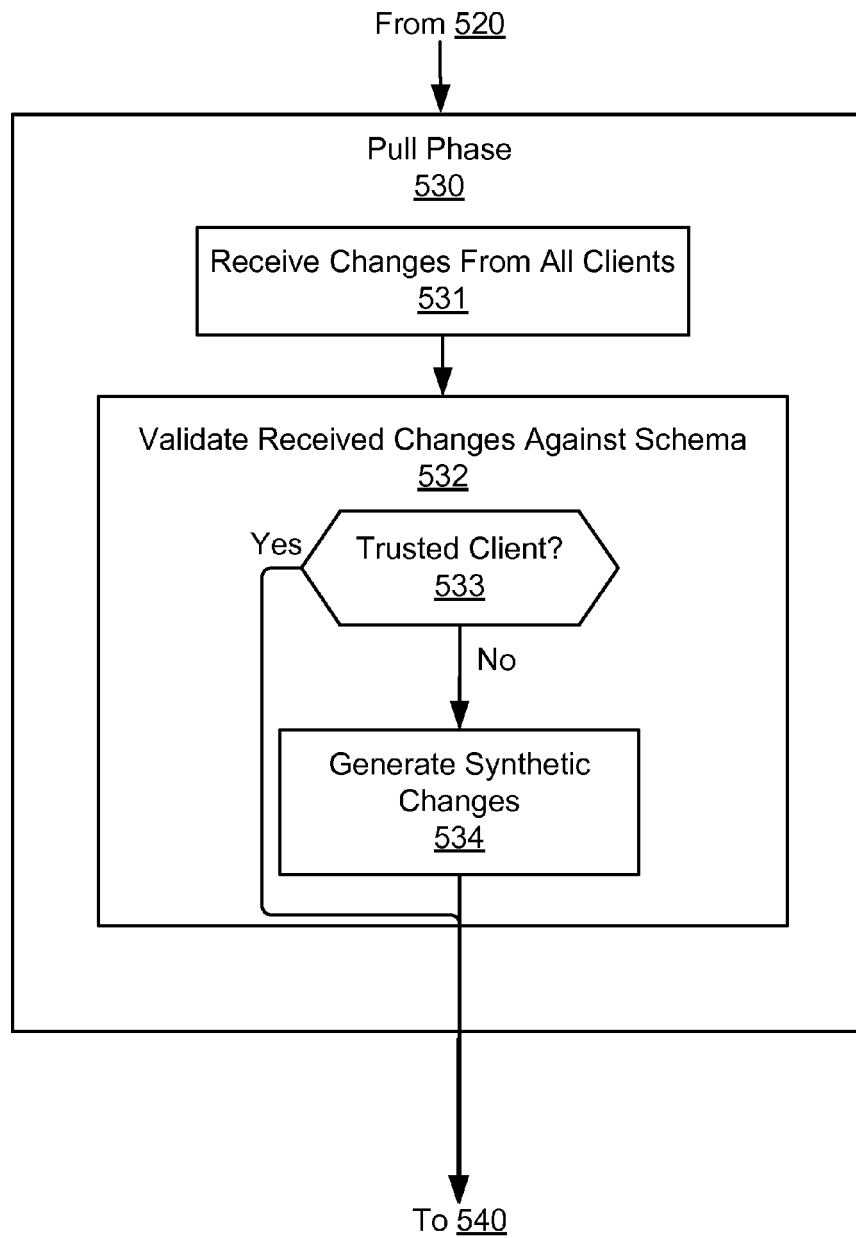 From 520
Pull Phase
530
Receive Changes From All Clients
531
Validate Received Changes Against Schema
532
Yes
Trusted Client?
533
No
Generate Synthetic
Changes
534
To 540